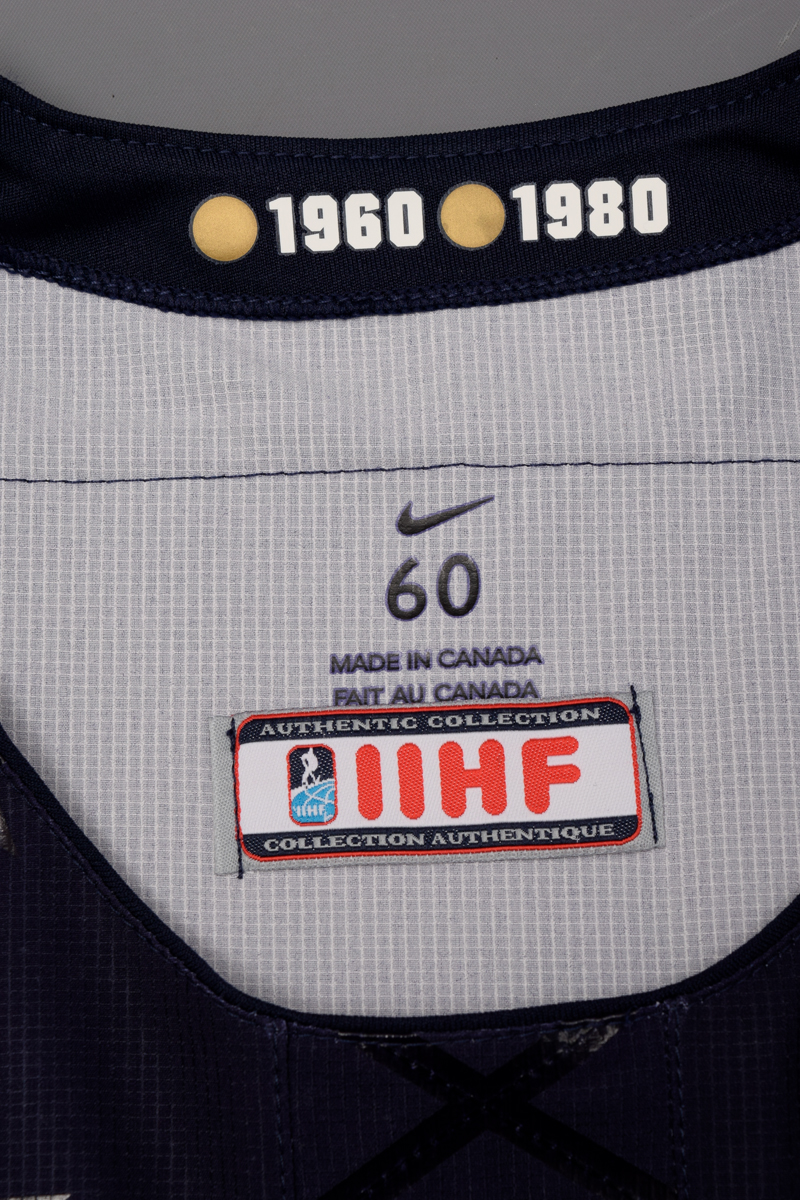 1960 1980
60
MADE IN CANADA
FAIT AU CANADA
AUTHENTIC COLLECTION
IIHF IIHF
COLLECTION AUTHENTIQUE